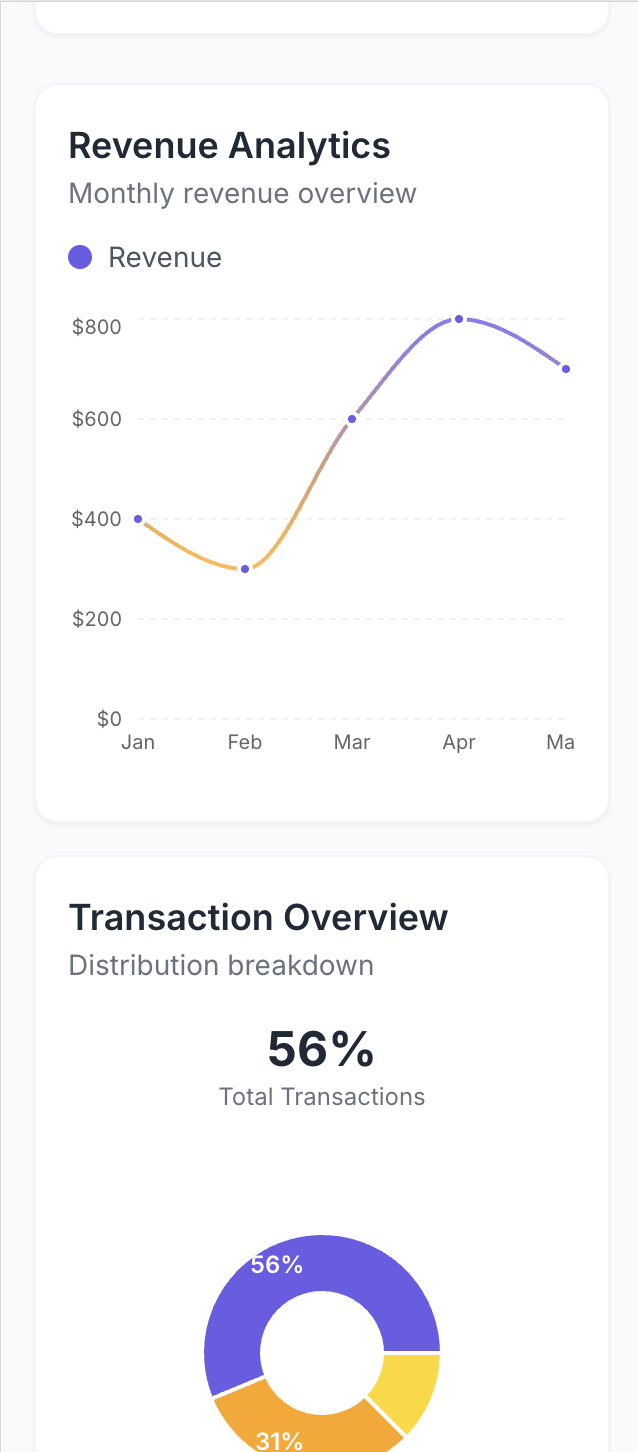 Revenue Analytics
Monthly revenue overview
Revenue
$800
$600
$400
$200
$0
Jan Feb Mar Apr Ma
Transaction Overview
Distribution breakdown
56%
Total Transactions
56%
31%